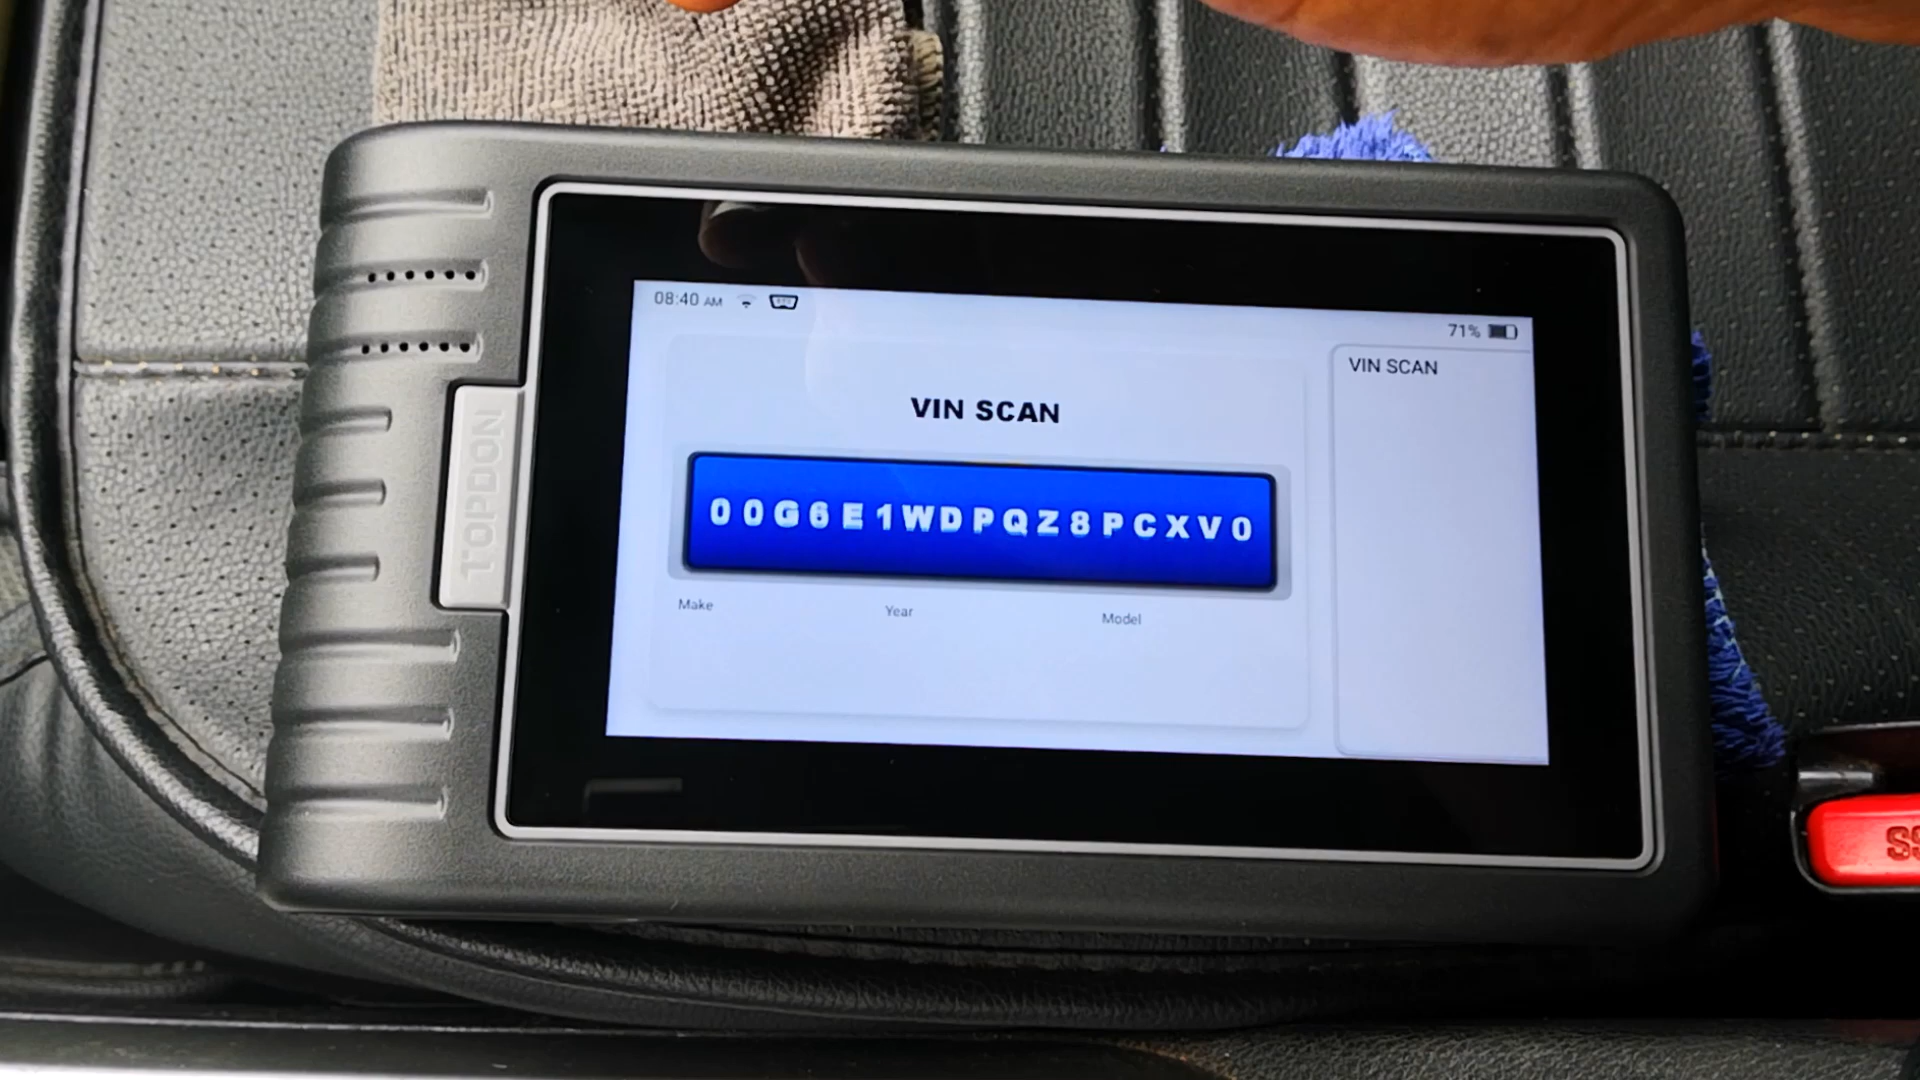 08:40 AM
71%
VIN SCAN
VIN SCAN
00G6E1WDPQZ8PCXV0
Make
Year
Model
TOPDON